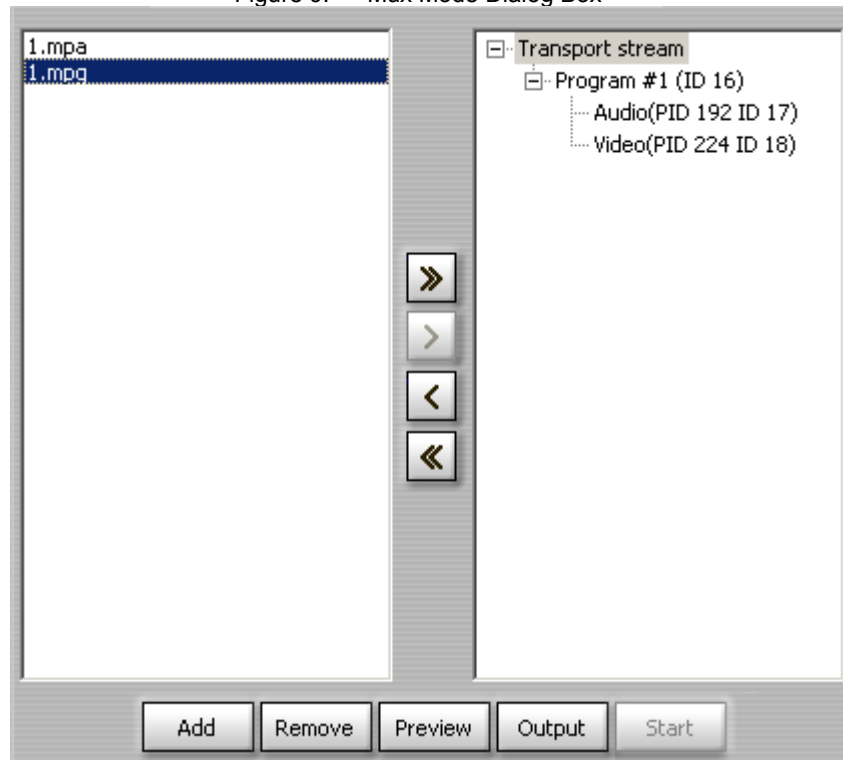 Mux Mode Dialog Box
1.mpa
1.mpg
Transport stream
Program #1 (ID 16)
Audio(PID 192 ID 17)
Video(PID 224 ID 18)
Add
Remove
Preview
Output
Start